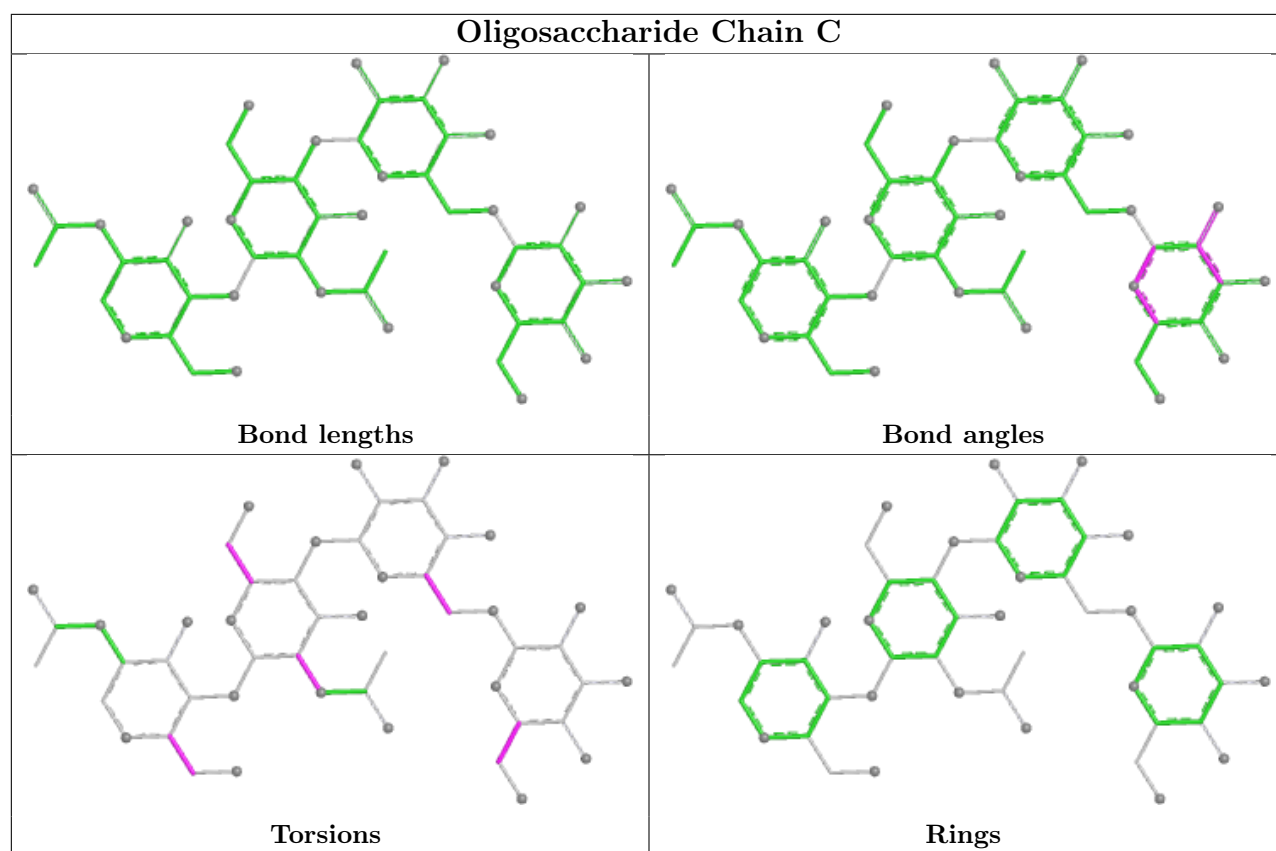 Oligosaccharide Chain C
Bond lengths
Bond angles
Torsions
Rings